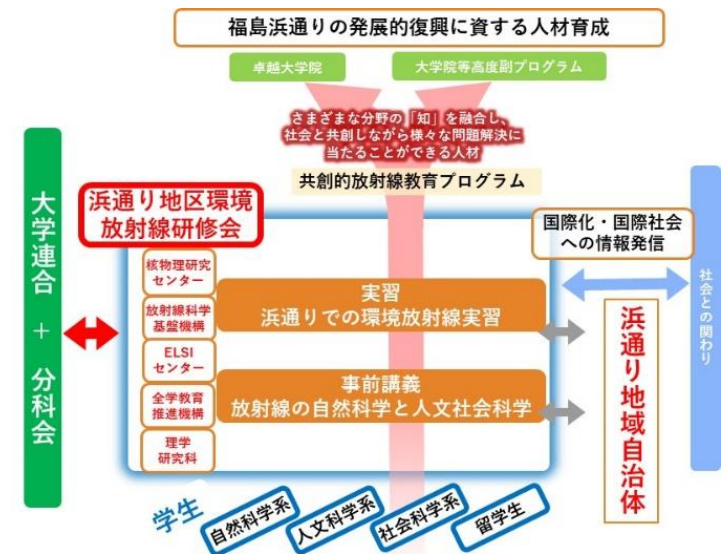 福島浜通りの発展的復興に資する人材育成
卓越大学院
大学院等高度副プログラム
さまざまな分野の「知」を融合し、
社会と共創しながら様々な問題解決に
当たることができる人材
共創的放射線教育プログラム
大学連合 + 分科会
浜通り地区環境
放射線研修会
核物理研究
センター
放射線科学
基盤機構
ELSI
センター
全学教育
推進機構
理学
研究科
実習
浜通りでの環境放射線実習
事前講義
放射線の自然科学と人文社会科学
国際化・国際社会
への情報発信
浜通り地域自治体
社会との関わり
学生
自然科学系
人文科学系
社会科学系
留学生